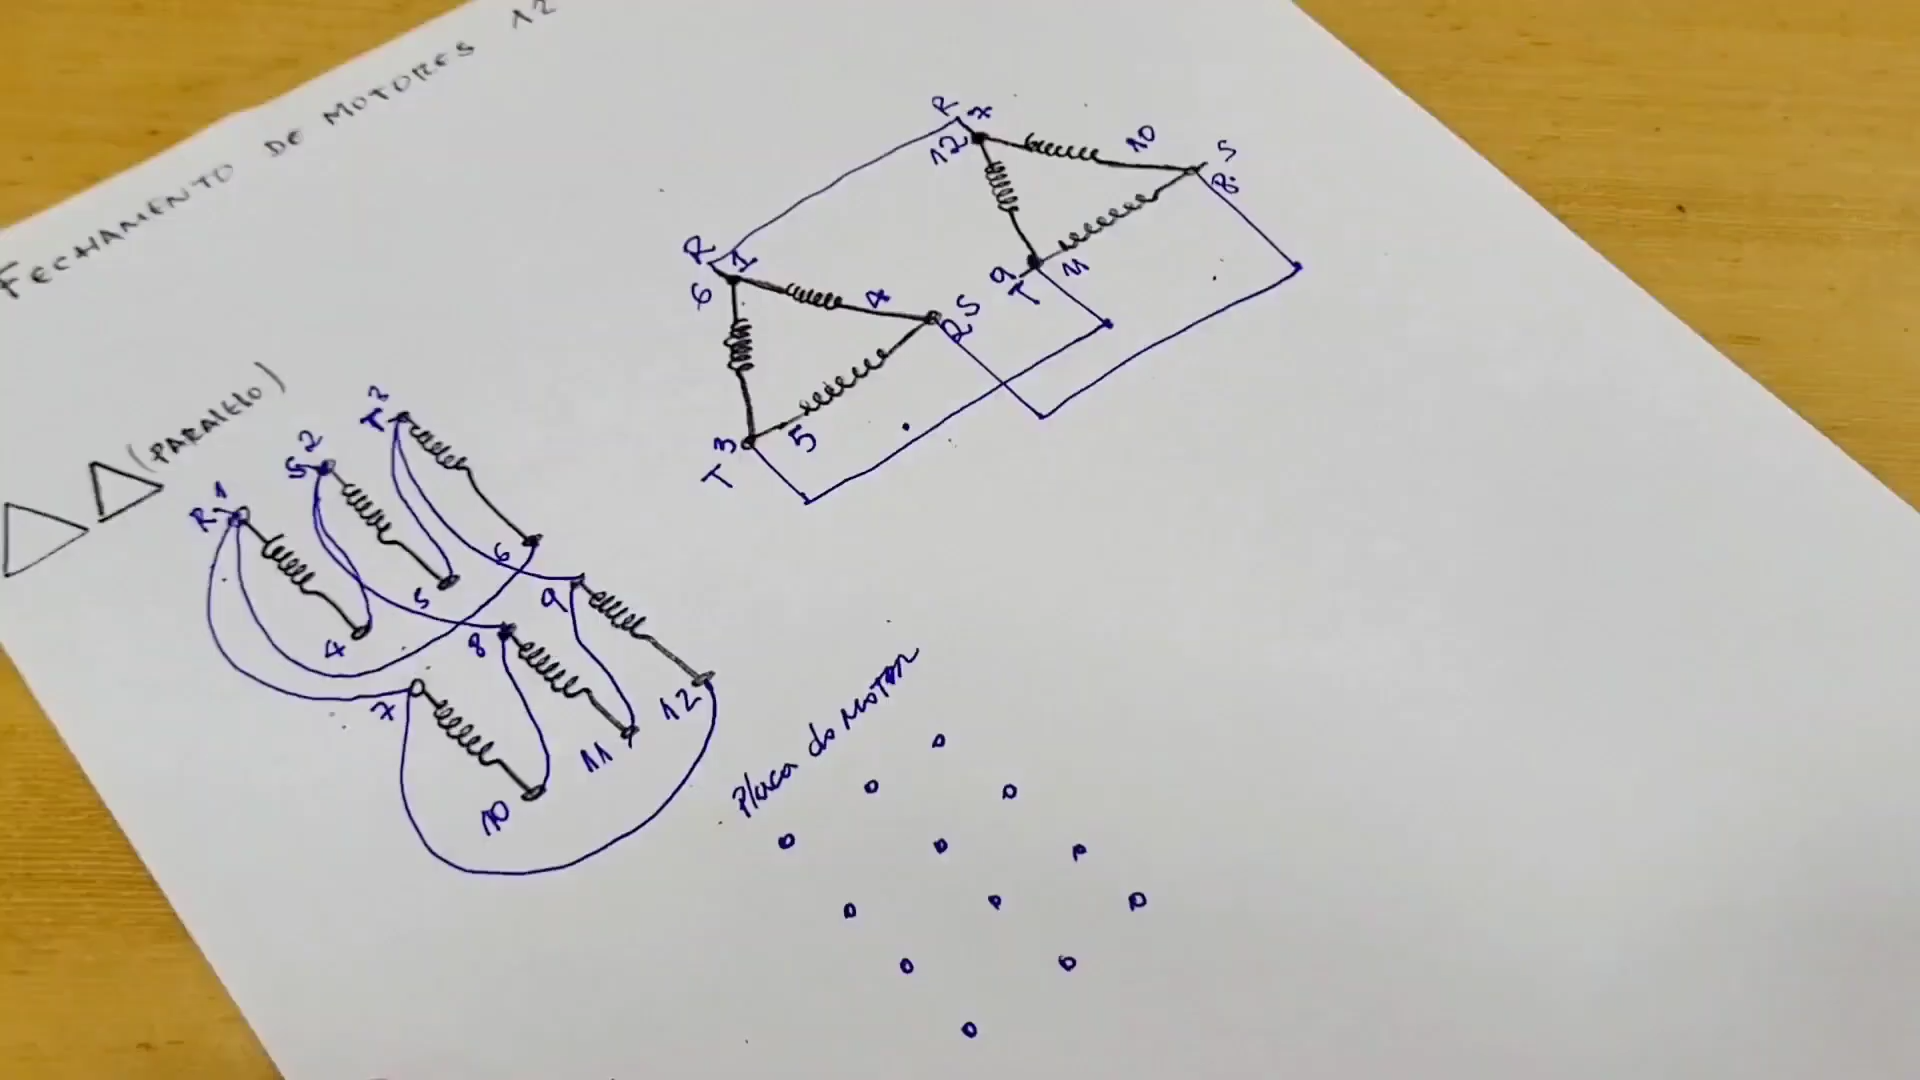 FECHAMENTO DE MOTORES 12
(PARALELO)
R 7
12 10 S
8
9 11
T
R 1
6 4 S
2
3 5
T
T 3
S 2
R 1
6
5
4
9
8
7
12
11
10
Placa do MOTOR